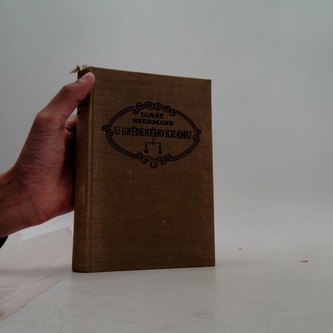 IGNÁT
HERRMANN
U SNĚDENÉHO KRÁMU